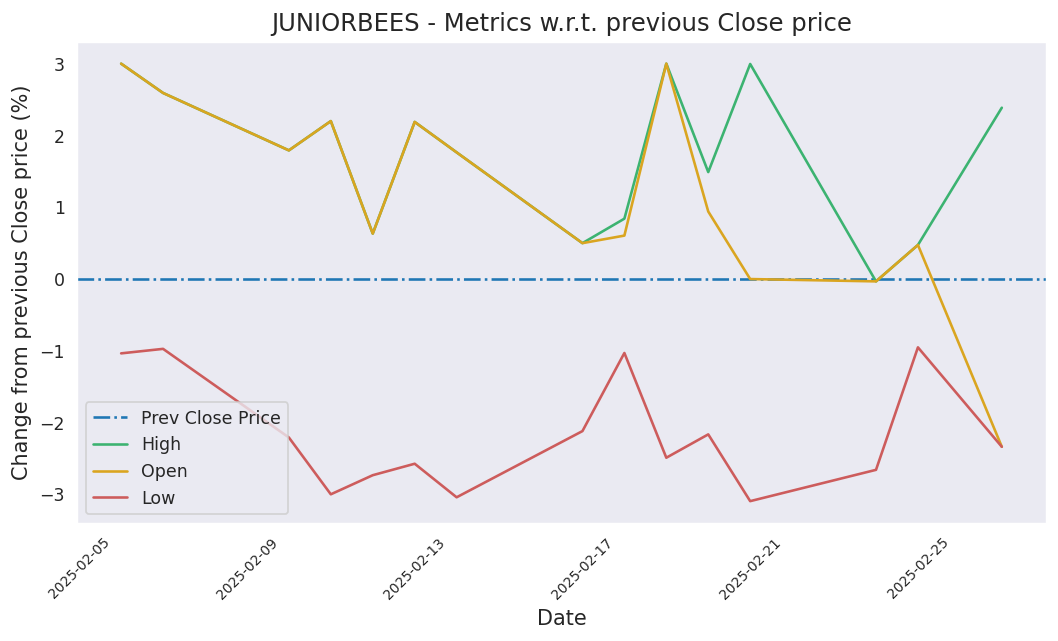 JUNIORBEES - Metrics w.r.t. previous Close price
Change from previous Close price (%)
3
2
1
0
−1
−2
−3
Prev Close Price
High
Open
Low
2025-02-05
2025-02-09
2025-02-13
2025-02-17
2025-02-21
2025-02-25
Date